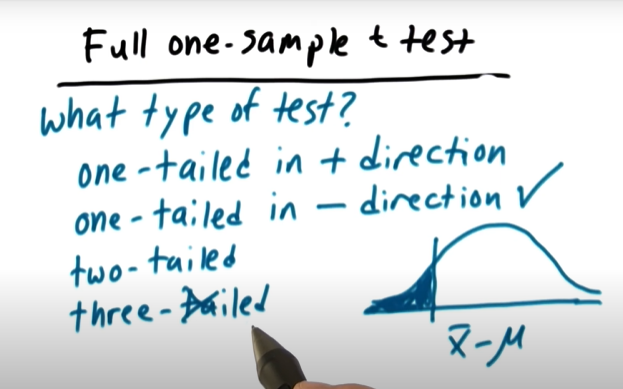 Full one-sample t test
What type of test?
one-tailed in + direction
one-tailed in – direction ✓
two-tailed
three-tailed
x̄-μ